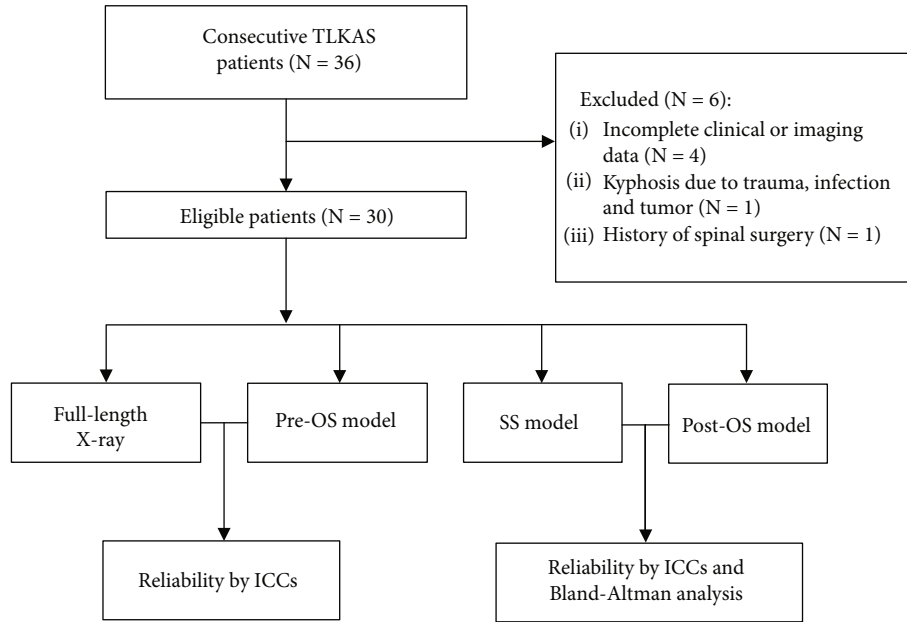 Consecutive TLKAS
patients (N = 36)
Excluded (N = 6):
(i) Incomplete clinical or imaging
data (N = 4)
(ii) Kyphosis due to trauma, infection
and tumor (N = 1)
(iii) History of spinal surgery (N = 1)
Eligible patients (N = 30)
Full-length
X-ray
Pre-OS model
SS model
Post-OS model
Reliability by ICCs
Reliability by ICCs and
Bland-Altman analysis